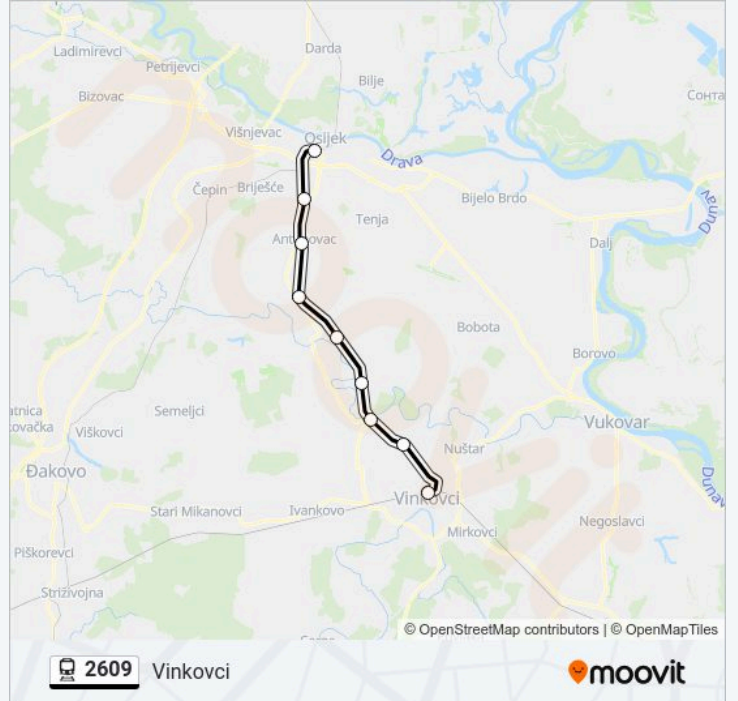 Darda
Ladimirevci
Petrijevci
Bilje
Bizovac
Сонта
Višnjevac
Osijek
Drava
Čepin
Briješće
Bijelo Brdo
Dunav
Tenja
Dalj
Bobota
Borovo
Semeljci
Vukovar
Viškovci
Nuštar
Đakovo
Dunav
Vinkovci
Stari Mikanovci
Ivankovo
Negoslavci
Mirkovci
Piškorevci
Strizivojna
© OpenStreetMap contributors | © OpenMapTiles
2609 Vinkovci
moovit